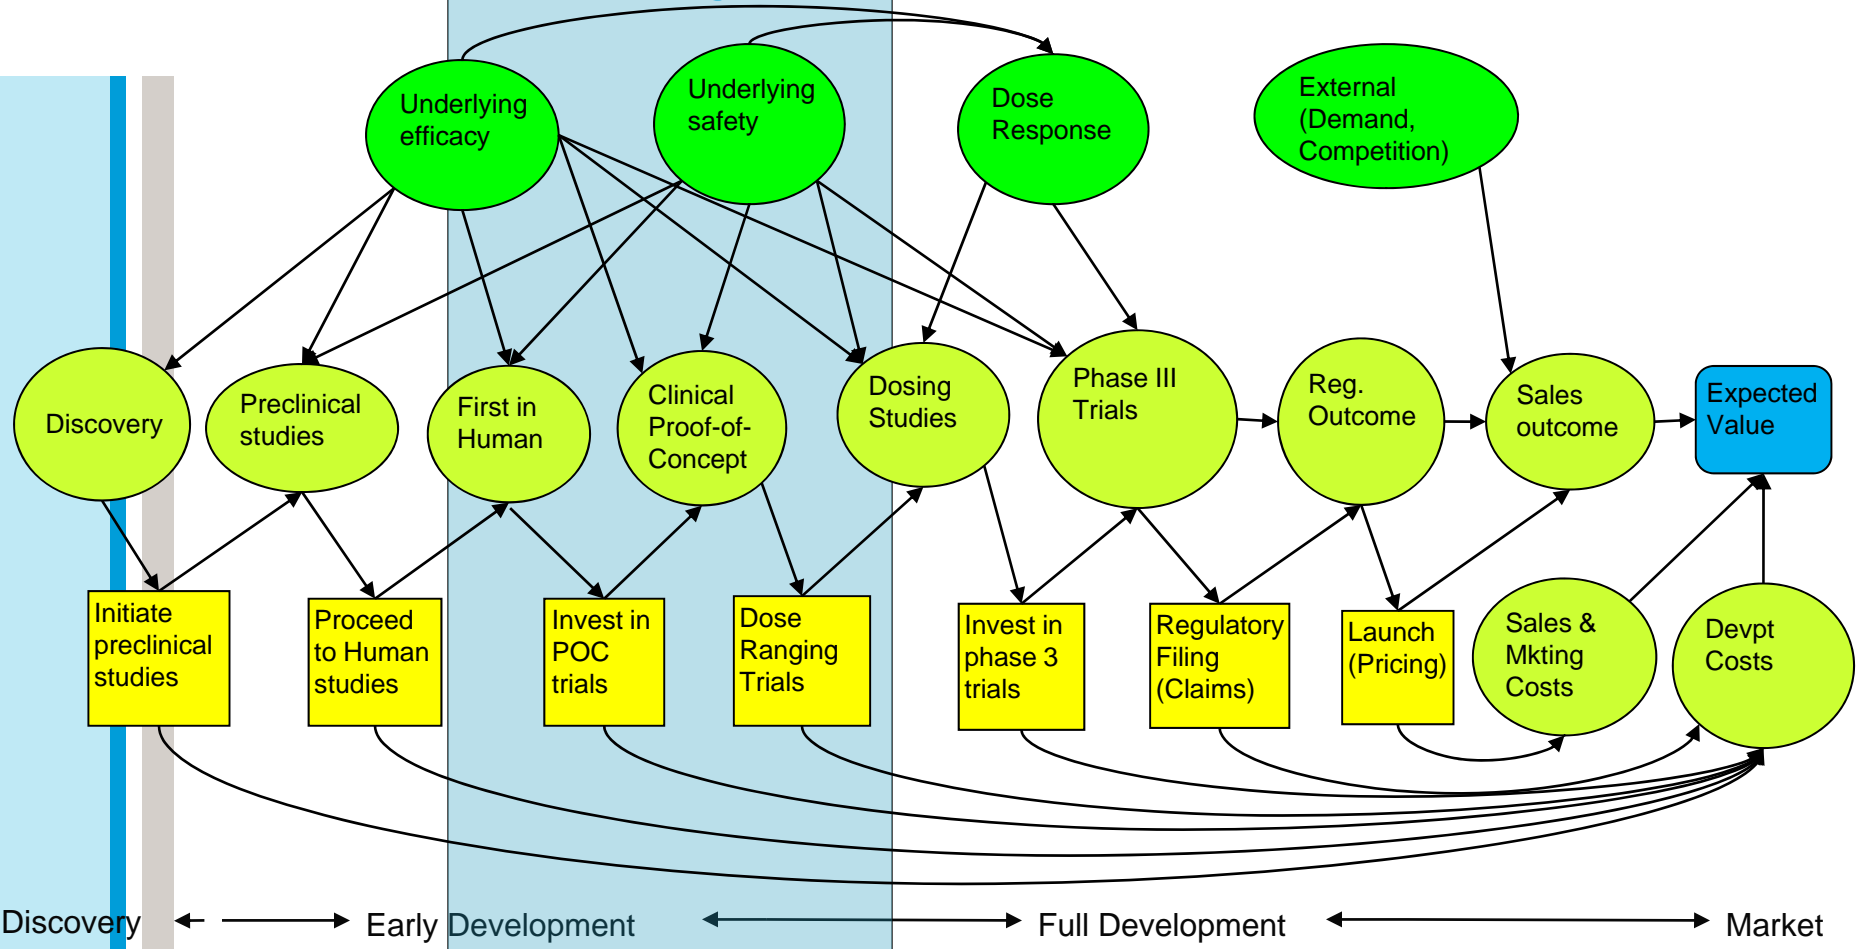 Underlying
efficacy
Underlying
safety
Dose
Response
External
(Demand,
Competition)
Discovery
Preclinical
studies
First in
Human
Clinical
Proof-of-
Concept
Dosing
Studies
Phase III
Trials
Reg.
Outcome
Sales
outcome
Expected
Value
Initiate
preclinical
studies
Proceed
to Human
studies
Invest in
POC
trials
Dose
Ranging
Trials
Invest in
phase 3
trials
Regulatory
Filing
(Claims)
Launch
(Pricing)
Sales &
Mkting
Costs
Devpt
Costs
Discovery
Early Development
Full Development
Market